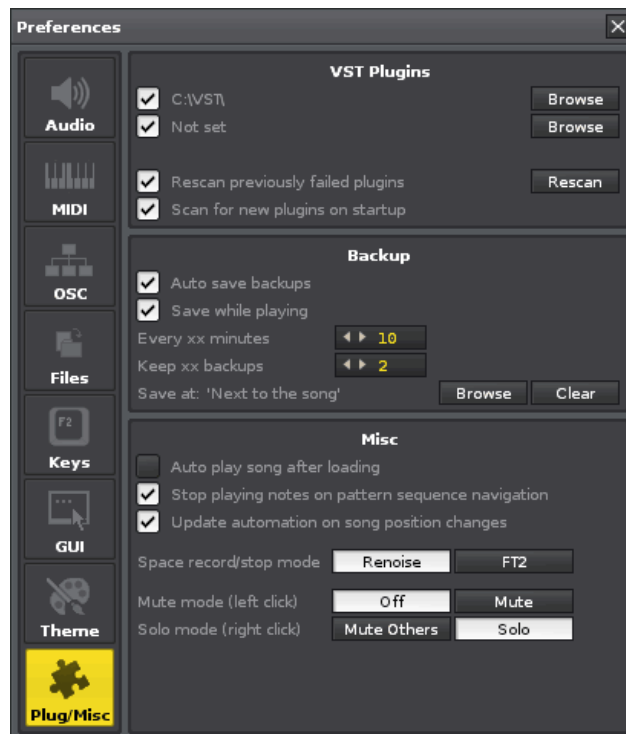 Preferences
Audio
MIDI
OSC
Files
F2
Keys
GUI
Theme
Plug/Misc
VST Plugins
C:\VST\
Browse
Not set
Browse
Rescan previously failed plugins
Rescan
Scan for new plugins on startup
Backup
Auto save backups
Save while playing
Every xx minutes
10
Keep xx backups
2
Save at: 'Next to the song'
Browse
Clear
Misc
Auto play song after loading
Stop playing notes on pattern sequence navigation
Update automation on song position changes
Space record/stop mode
Renoise
FT2
Mute mode (left click)
Off
Mute
Solo mode (right click)
Mute Others
Solo